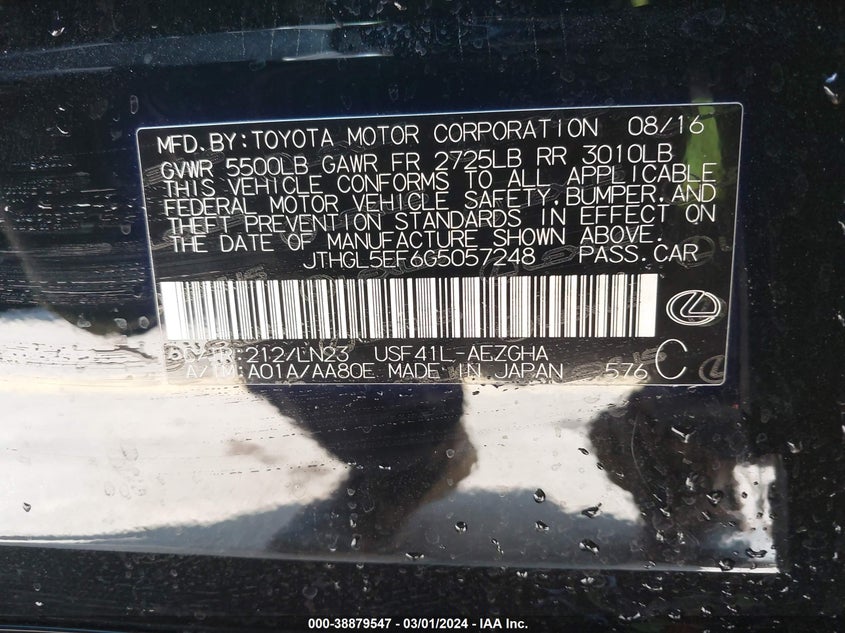 MFD.BY:TOYOTA MOTOR CORPORATION 08/16
GVWR 5500LB GAWR FR 2725LB RR 3010LB
THIS VEHICLE CONFORMS TO ALL APPLICABLE
FEDERAL MOTOR VEHICLE SAFETY,BUMPER,AND
THEFT PREVENTION STANDARDS IN EFFECT ON
THE DATE OF MANUFACTURE SHOWN ABOVE.
JTHGL5EF6G5057248 PASS.CAR
C/TR:212/LN23 USF41L-AEZGHA
A/TM:A01A/AA80E MADE IN JAPAN 576 C
000-38879547 - 03/01/2024 - IAA Inc.